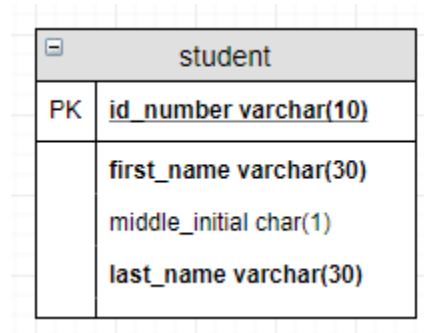 student
PK id_number varchar(10)
first_name varchar(30)
middle_initial char(1)
last_name varchar(30)